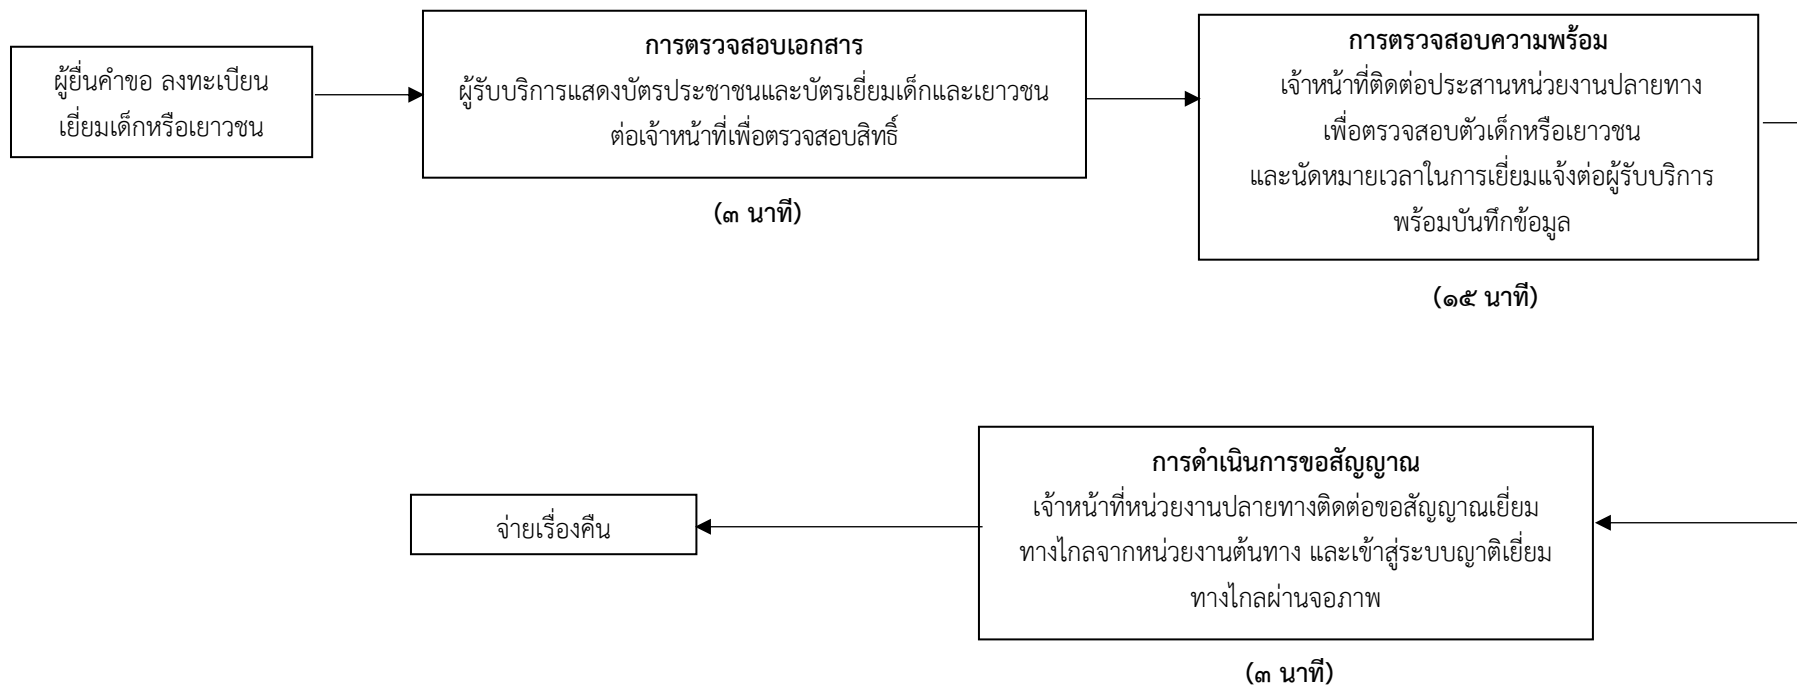 ผู้ยื่นคำขอ ลงทะเบียน
เยี่ยมเด็กหรือเยาวชน
การตรวจสอบเอกสาร
ผู้รับบริการแสดงบัตรประชาชนและบัตรเยี่ยมเด็กและเยาวชน
ต่อเจ้าหน้าที่เพื่อตรวจสอบสิทธิ์
(๓ นาที)
การตรวจสอบความพร้อม
เจ้าหน้าที่ติดต่อประสานหน่วยงานปลายทาง
เพื่อตรวจสอบตัวเด็กหรือเยาวชน
และนัดหมายเวลาในการเยี่ยมแจ้งต่อผู้รับบริการ
พร้อมบันทึกข้อมูล
(๑๕ นาที)
การดำเนินการขอสัญญาณ
เจ้าหน้าที่หน่วยงานปลายทางติดต่อขอสัญญาณเยี่ยม
ทางไกลจากหน่วยงานต้นทาง และเข้าสู่ระบบญาติเยี่ยม
ทางไกลผ่านจอภาพ
(๓ นาที)
จ่ายเรื่องคืน